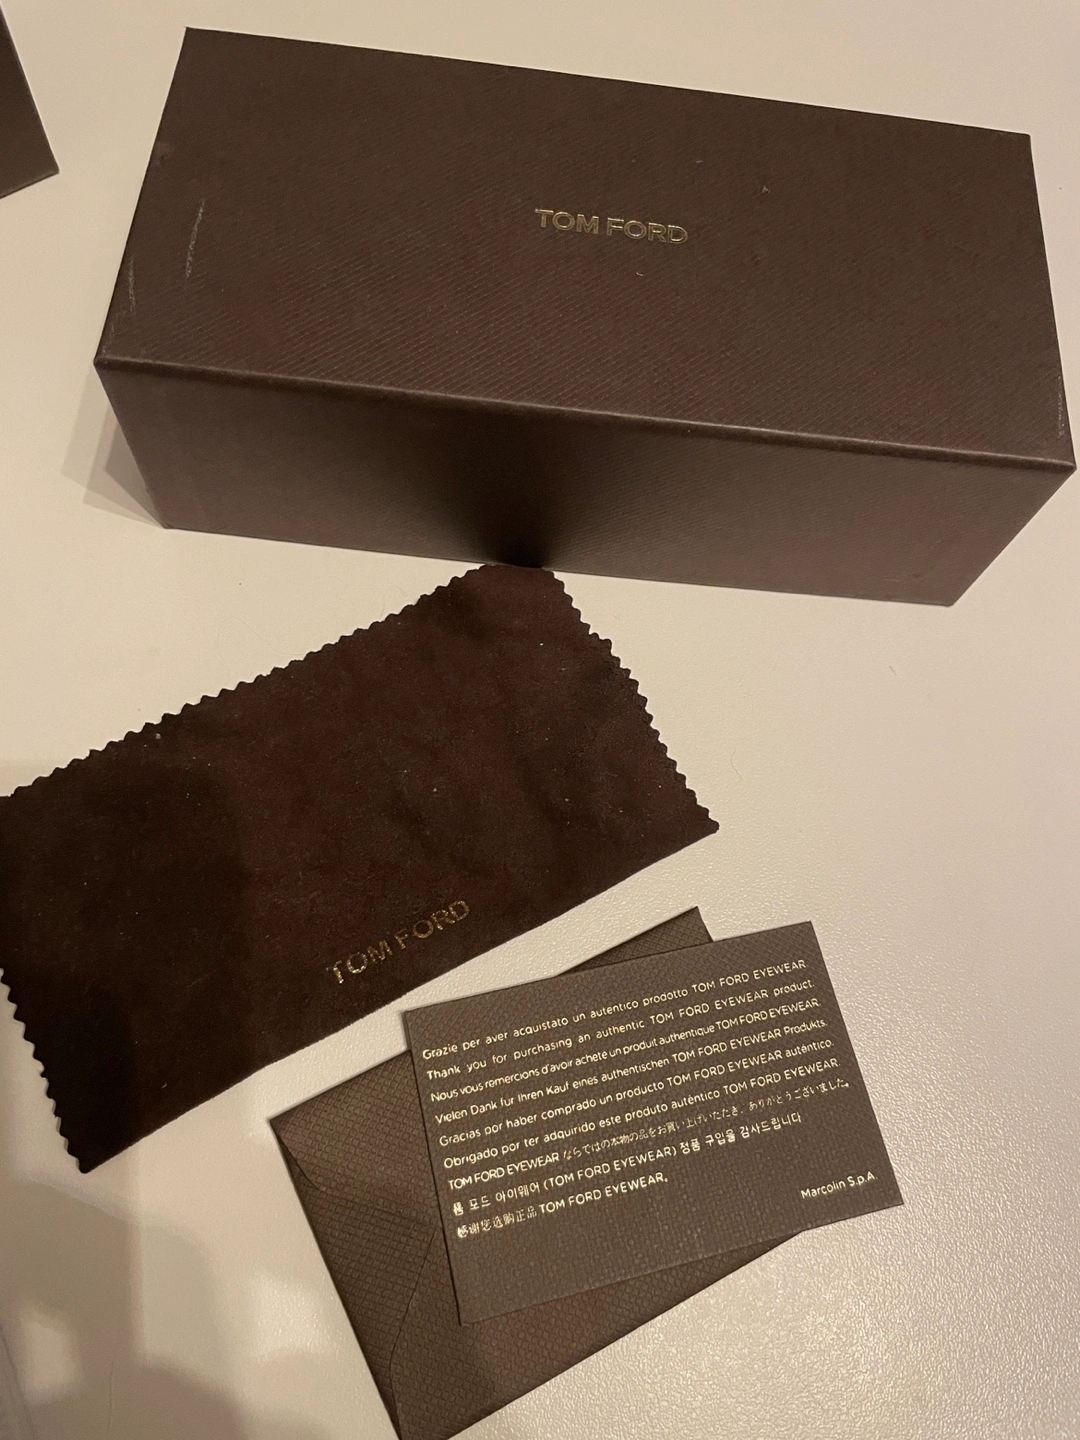 TOM FORD
TOM FORD
Grazie per aver acquistato un autentico prodotto TOM FORD EYEWEAR.
Thank you for purchasing an authentic TOM FORD EYEWEAR product.
Nous vous remercions d'avoir acheté un produit authentique TOM FORD EYEWEAR.
Vielen Dank für Ihren Kauf eines authentischen TOM FORD EYEWEAR Produkts.
Gracias por haber comprado un producto TOM FORD EYEWEAR auténtico.
Obrigado por ter adquirido este produto autêntico TOM FORD EYEWEAR.
TOM FORD EYEWEAR ならではの本物の品をお買い上げいただき、ありがとうございました。
톰 포드 아이웨어 (TOM FORD EYEWEAR) 정품 구입을 감사드립니다
感谢您选购正品 TOM FORD EYEWEAR。
Marcolin S.p.A.